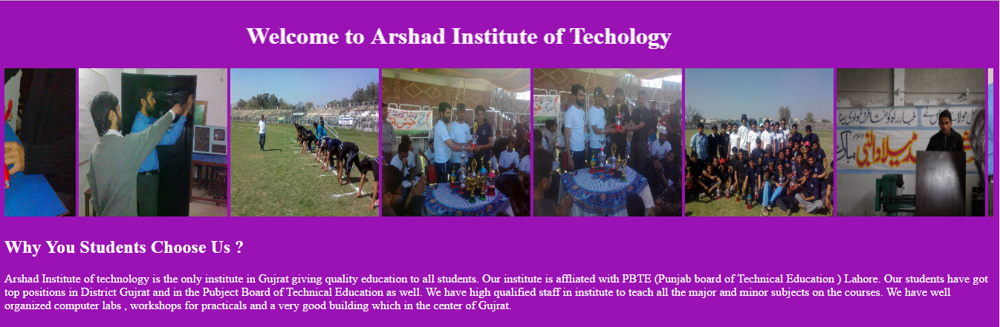 Welcome to Arshad Institute of Techology
Why You Students Choose Us ?
Arshad Institute of technology is the only institute in Gujrat giving quality education to all students. Our institute is affliated with PBTE (Punjab board of Technical Education ) Lahore. Our students have got
top positions in District Gujrat and in the Pubject Board of Technical Education as well. We have high qualified staff in institute to teach all the major and minor subjects on the courses. We have well
organized computer labs , workshops for practicals and a very good building which in the center of Gujrat.